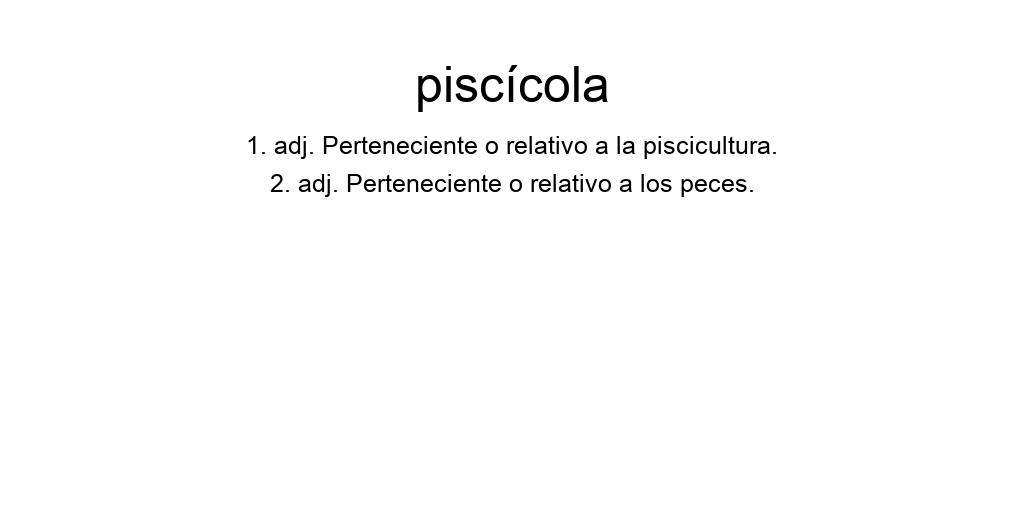 piscícola
1. adj. Perteneciente o relativo a la piscicultura.
2. adj. Perteneciente o relativo a los peces.